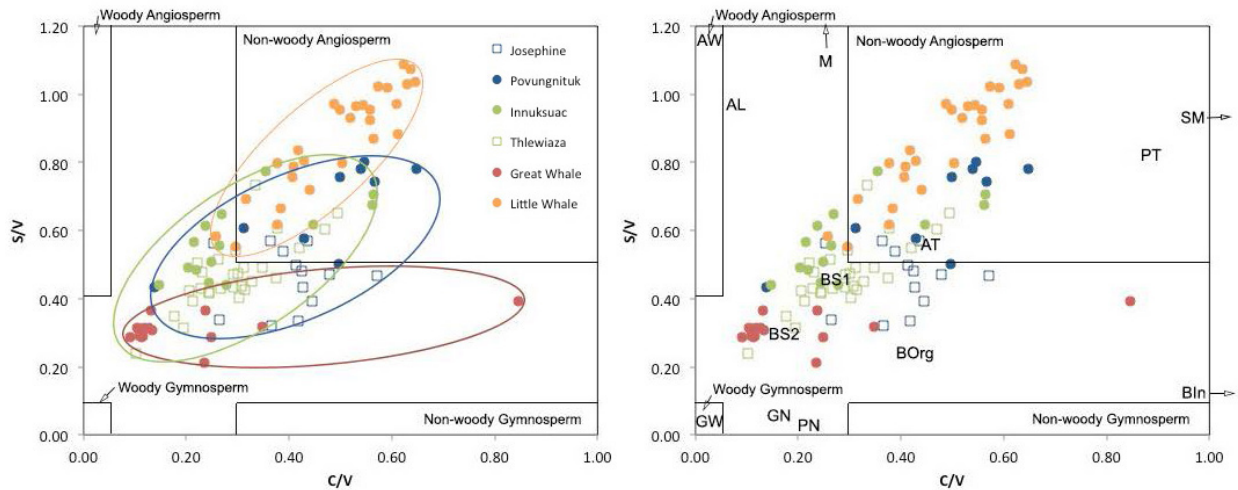 Woody Angiosperm
1.20
Non-woody Angiosperm
Josephine
Povungnituk
Innuksuac
Thlewiaza
Great Whale
Little Whale
1.00
0.80
0.60
0.40
0.20
0.00
S/V
Woody Gymnosperm
Non-woody Gymnosperm
0.00 0.20 0.40 0.60 0.80 1.00
C/V
Woody Angiosperm
1.20
AW
M
Non-woody Angiosperm
1.00
AL
SM
PT
0.80
0.60
AT
BS1
0.40
BS2
BOrg
0.20
BIn
Woody Gymnosperm
GW
GN
PN
Non-woody Gymnosperm
0.00
S/V
0.00 0.20 0.40 0.60 0.80 1.00
C/V